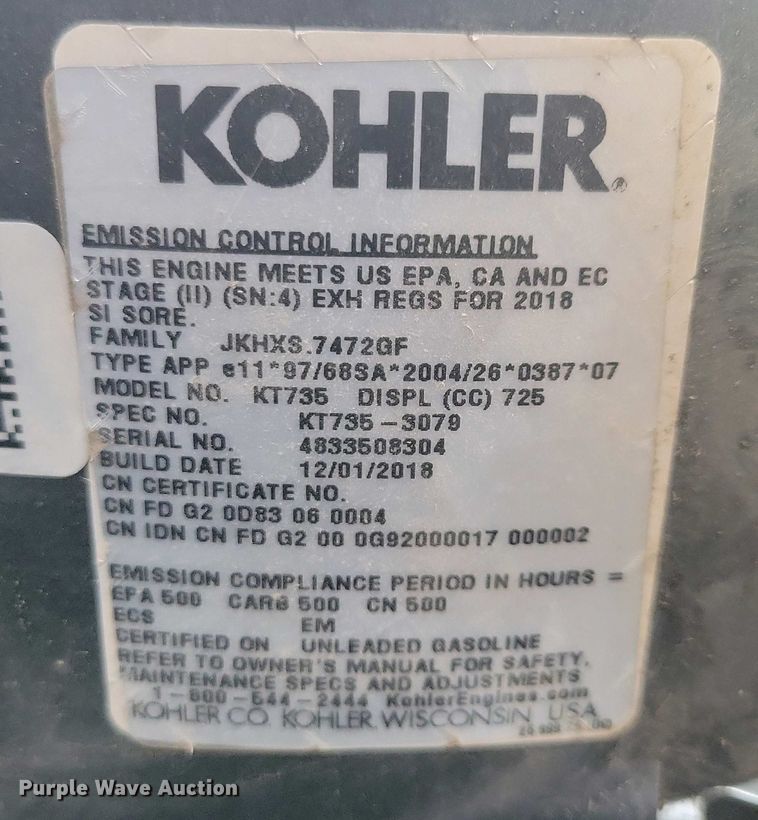 KOHLER®
EMISSION CONTROL INFORMATION
THIS ENGINE MEETS US EPA, CA AND EC
STAGE (II) (SN:4) EXH REGS FOR 2018
SI SORE.
FAMILY JKHXS.7472GF
TYPE APP e11*97/68SA*2004/26*0387*07
MODEL NO. KT735 DISPL (CC) 725
SPEC NO. KT735-3079
SERIAL NO. 4833508304
BUILD DATE 12/01/2018
CN CERTIFICATE NO.
CN FD G2 0D83 06 0004
CN IDN CN FD G2 00 0G92000017 000002
EMISSION COMPLIANCE PERIOD IN HOURS =
EPA 500 CARB 500 CN 500
ECS EM
CERTIFIED ON UNLEADED GASOLINE
REFER TO OWNER'S MANUAL FOR SAFETY,
MAINTENANCE SPECS AND ADJUSTMENTS
1-800-544-2444 KohlerEngines.com
KOHLER CO. KOHLER, WISCONSIN USA
Purple Wave Auction